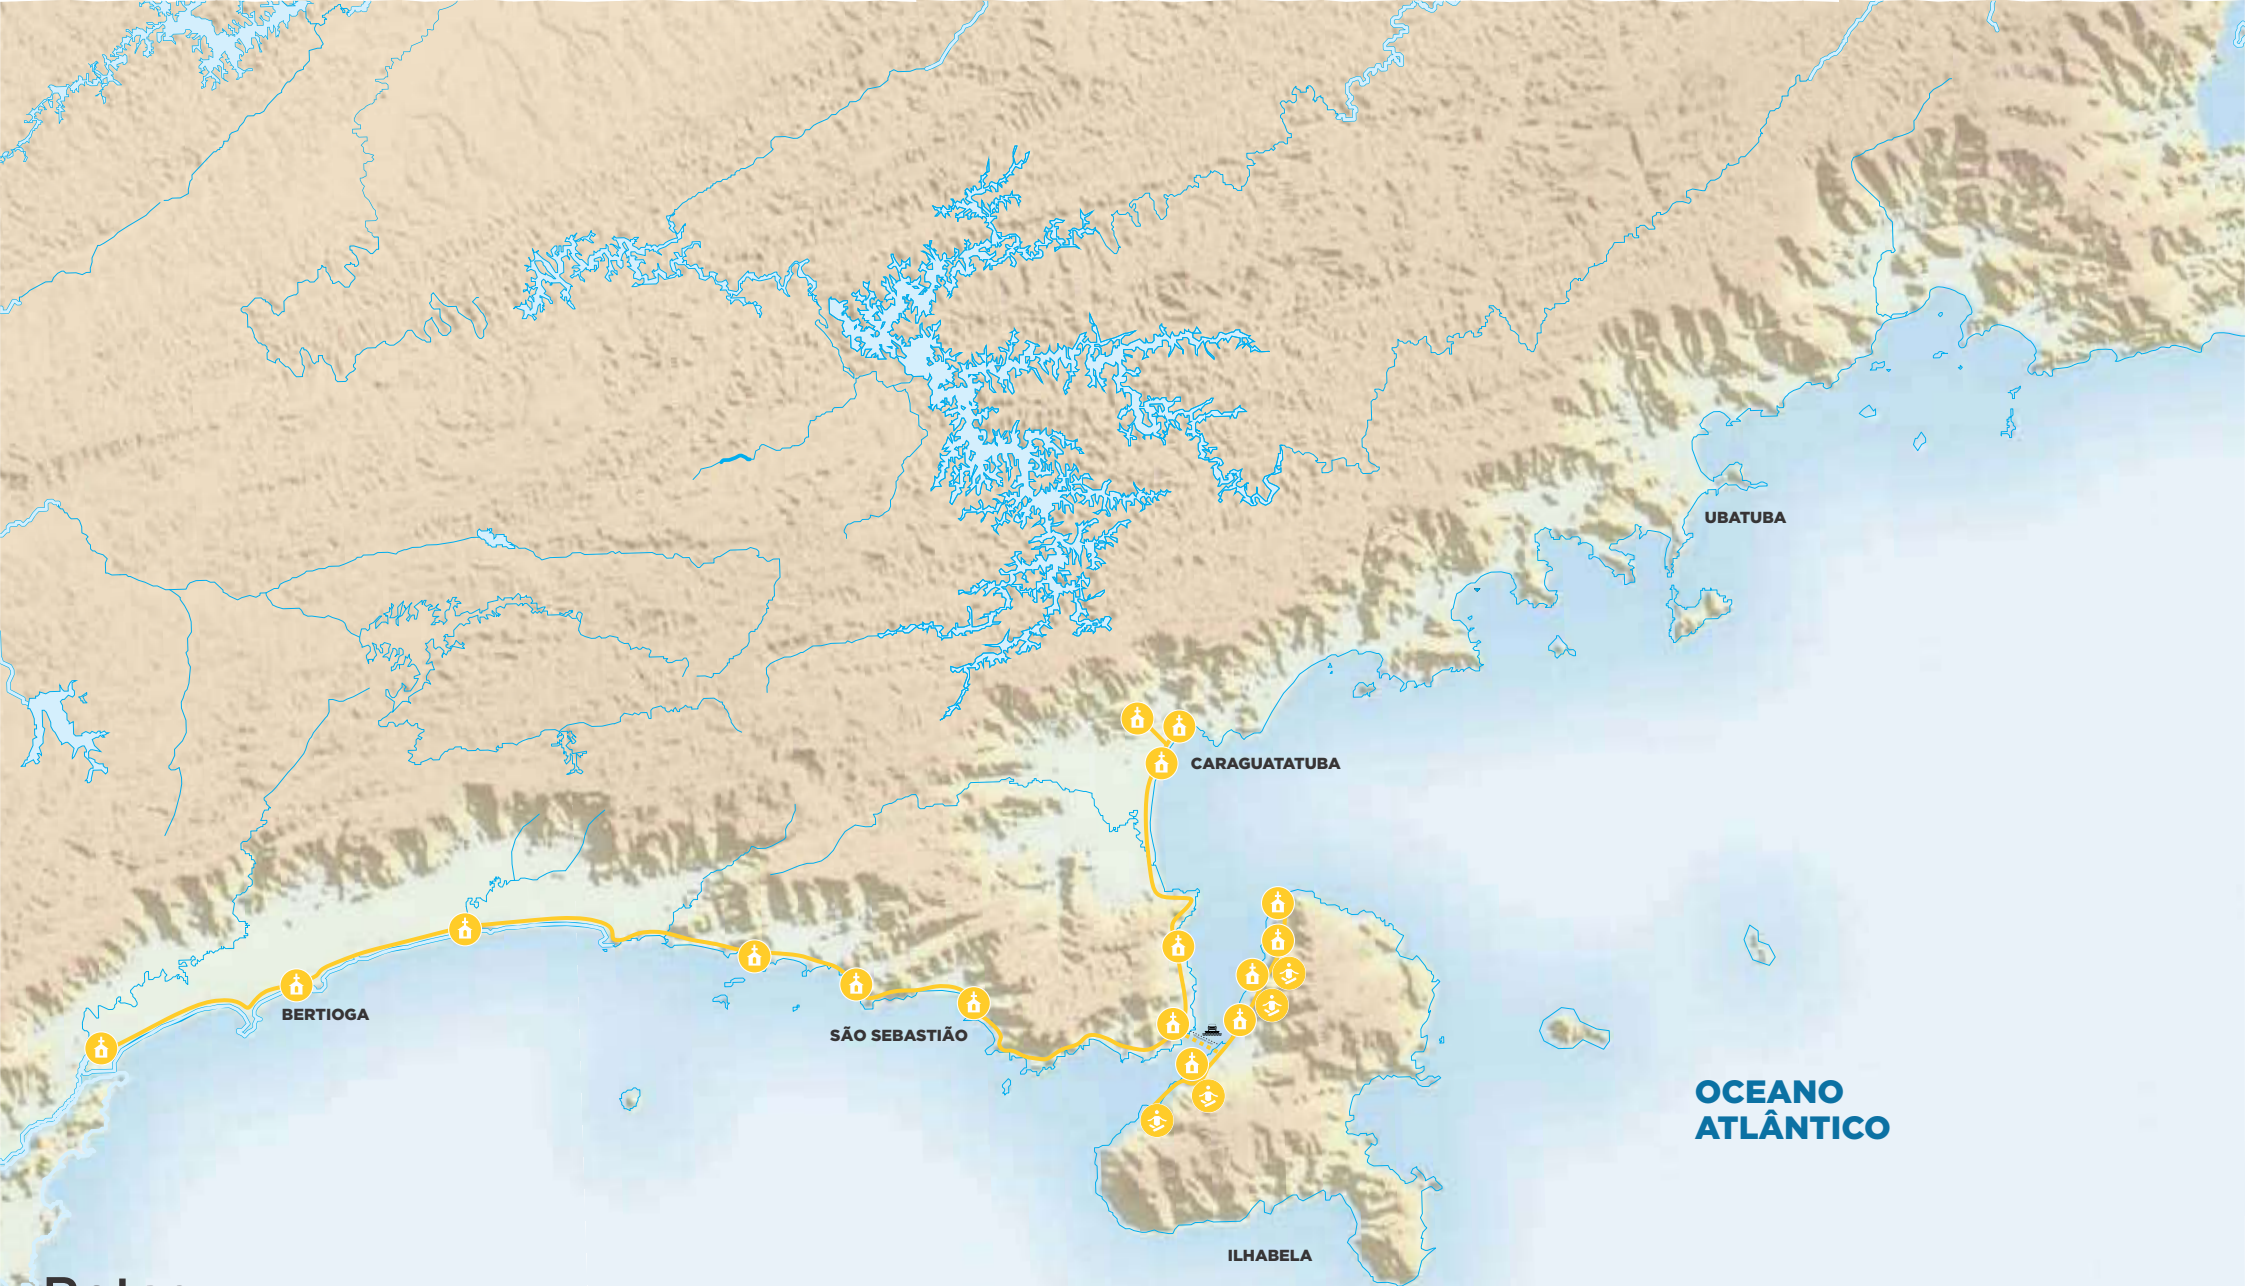 UBATUBA
CARAGUATATUBA
BERTIOGA
SÃO SEBASTIÃO
OCEANO
ATLÂNTICO
ILHABELA